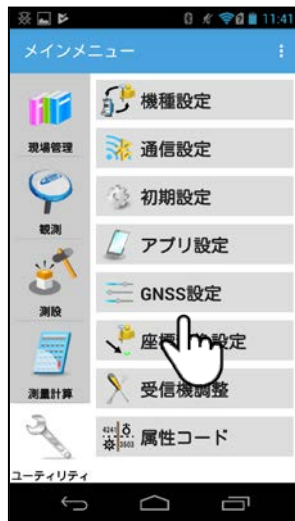 11:41
メインメニュー
現場管理
観測
測設
測量計算
ユーティリティ
機種設定
通信設定
初期設定
アプリ設定
GNSS設定
座標 設定
受信機調整
4241
3503
属性コード